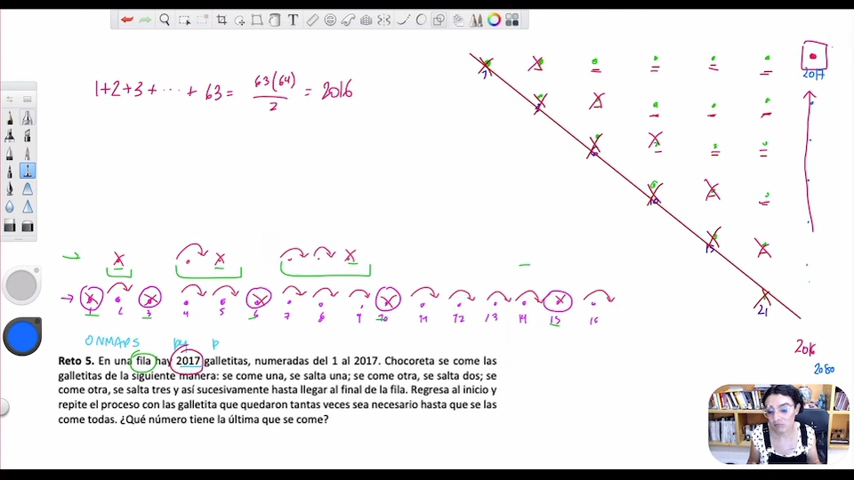 1+2+3+ ... + 63 = 63(64) / 2 = 2016
1
2017
10
15
21
2016
2080
1 2 3 4 5 6 7 8 9 10 11 12 13 14 15 16
ONMAPS
Reto 5. En una fila hay 2017 galletitas, numeradas del 1 al 2017. Chocoreta se come las
galletitas de la siguiente manera: se come una, se salta una; se come otra, se salta dos; se
come otra, se salta tres y así sucesivamente hasta llegar al final de la fila. Regresa al inicio y
repite el proceso con las galletita que quedaron tantas veces sea necesario hasta que se las
come todas. ¿Qué número tiene la última que se come?